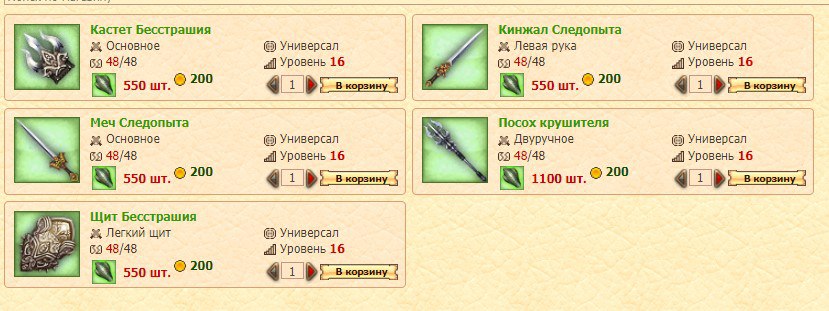 Кастет Бесстрашия
Основное
Универсал
48/48
Уровень 16
550 шт. 200
1
В корзину
Кинжал Следопыта
Левая рука
Универсал
48/48
Уровень 16
550 шт. 200
1
В корзину
Меч Следопыта
Основное
Универсал
48/48
Уровень 16
550 шт. 200
1
В корзину
Посох крушителя
Двуручное
Универсал
48/48
Уровень 16
1100 шт. 200
1
В корзину
Щит Бесстрашия
Легкий щит
Универсал
48/48
Уровень 16
550 шт. 200
1
В корзину